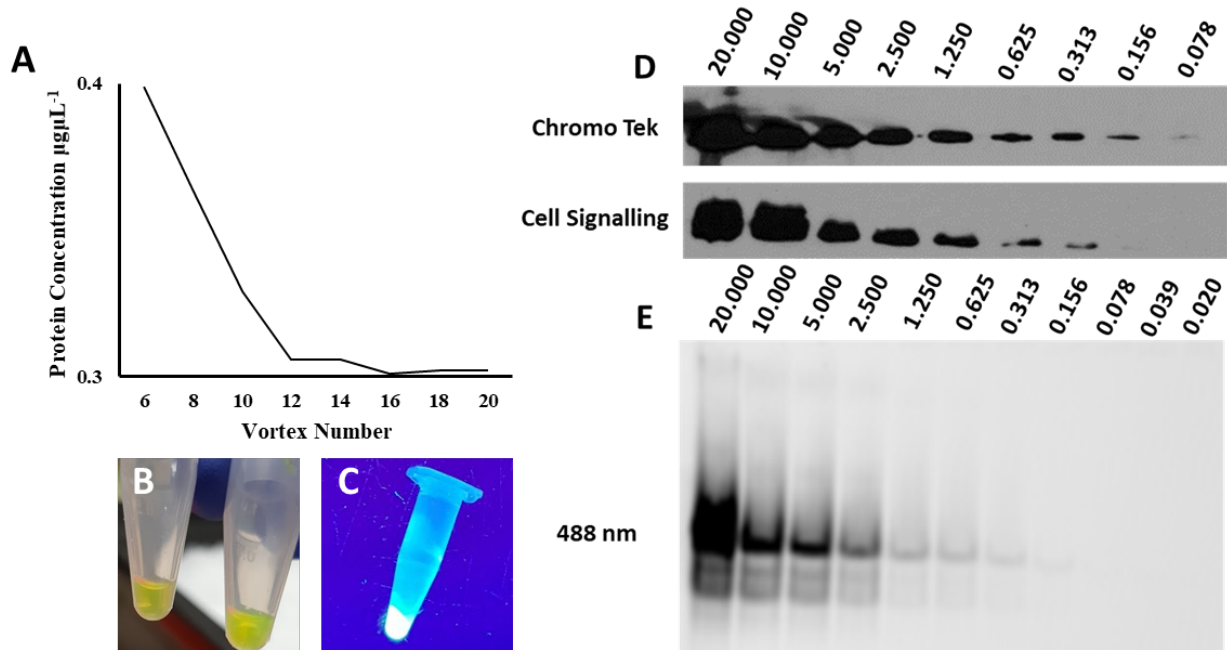 A
Protein Concentration µgµL⁻¹
0.4
0.3
6 8 10 12 14 16 18 20
Vortex Number
B
C
D
20.000 10.000 5.000 2.500 1.250 0.625 0.313 0.156 0.078
Chromo Tek
Cell Signalling
E
20.000 10.000 5.000 2.500 1.250 0.625 0.313 0.156 0.078 0.039 0.020
488 nm